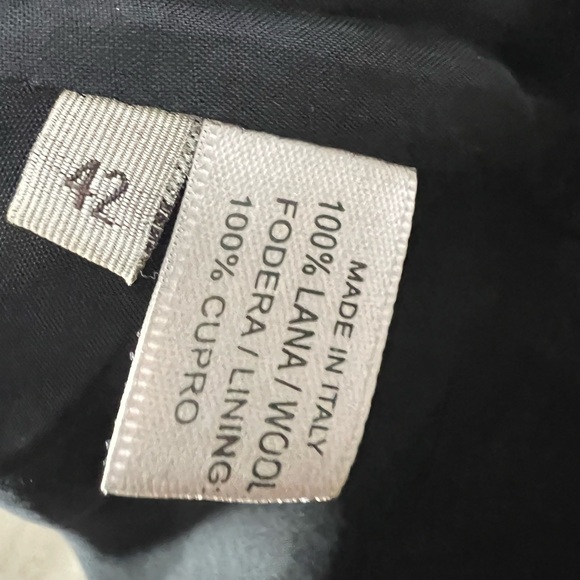 42
MADE IN ITALY
100% LANA / WOOL
FODERA / LINING:
100% CUPRO